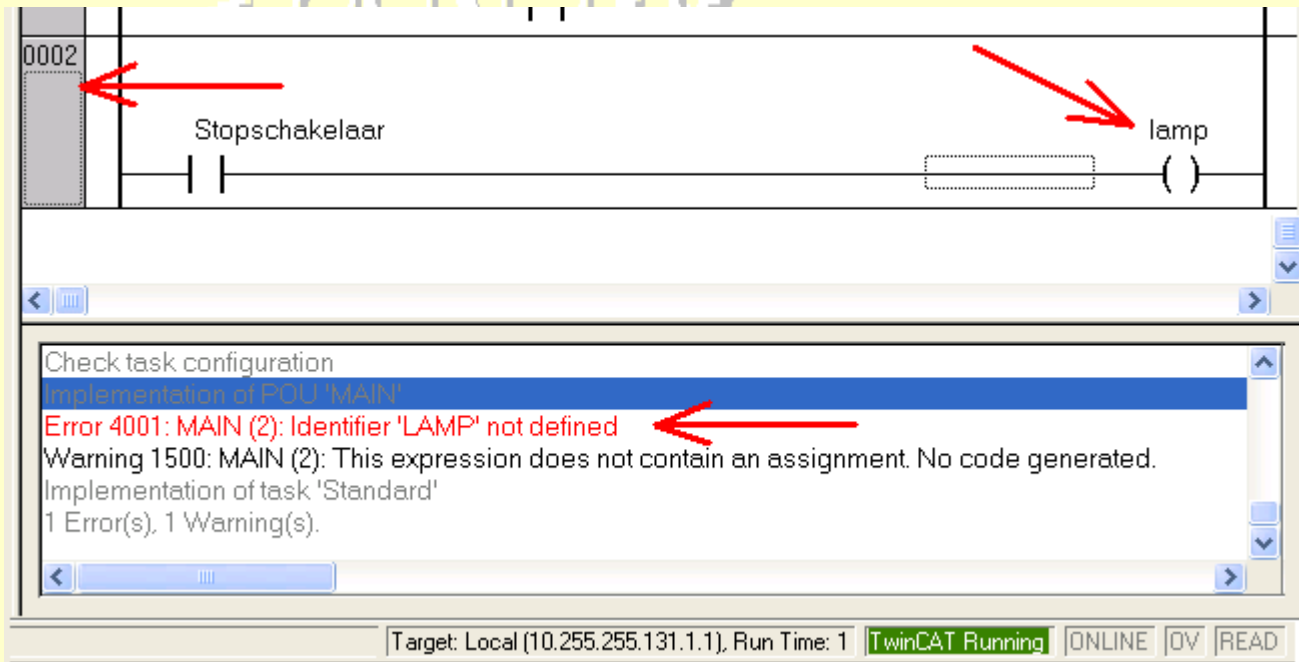 0002
Stopschakelaar
lamp
Check task configuration
Implementation of POU 'MAIN'
Error 4001: MAIN (2): Identifier 'LAMP' not defined
Warning 1500: MAIN (2): This expression does not contain an assignment. No code generated.
Implementation of task 'Standard'
1 Error(s), 1 Warning(s).
Target: Local (10.255.255.131.1.1), Run Time: 1 TwinCAT Running ONLINE OV READ